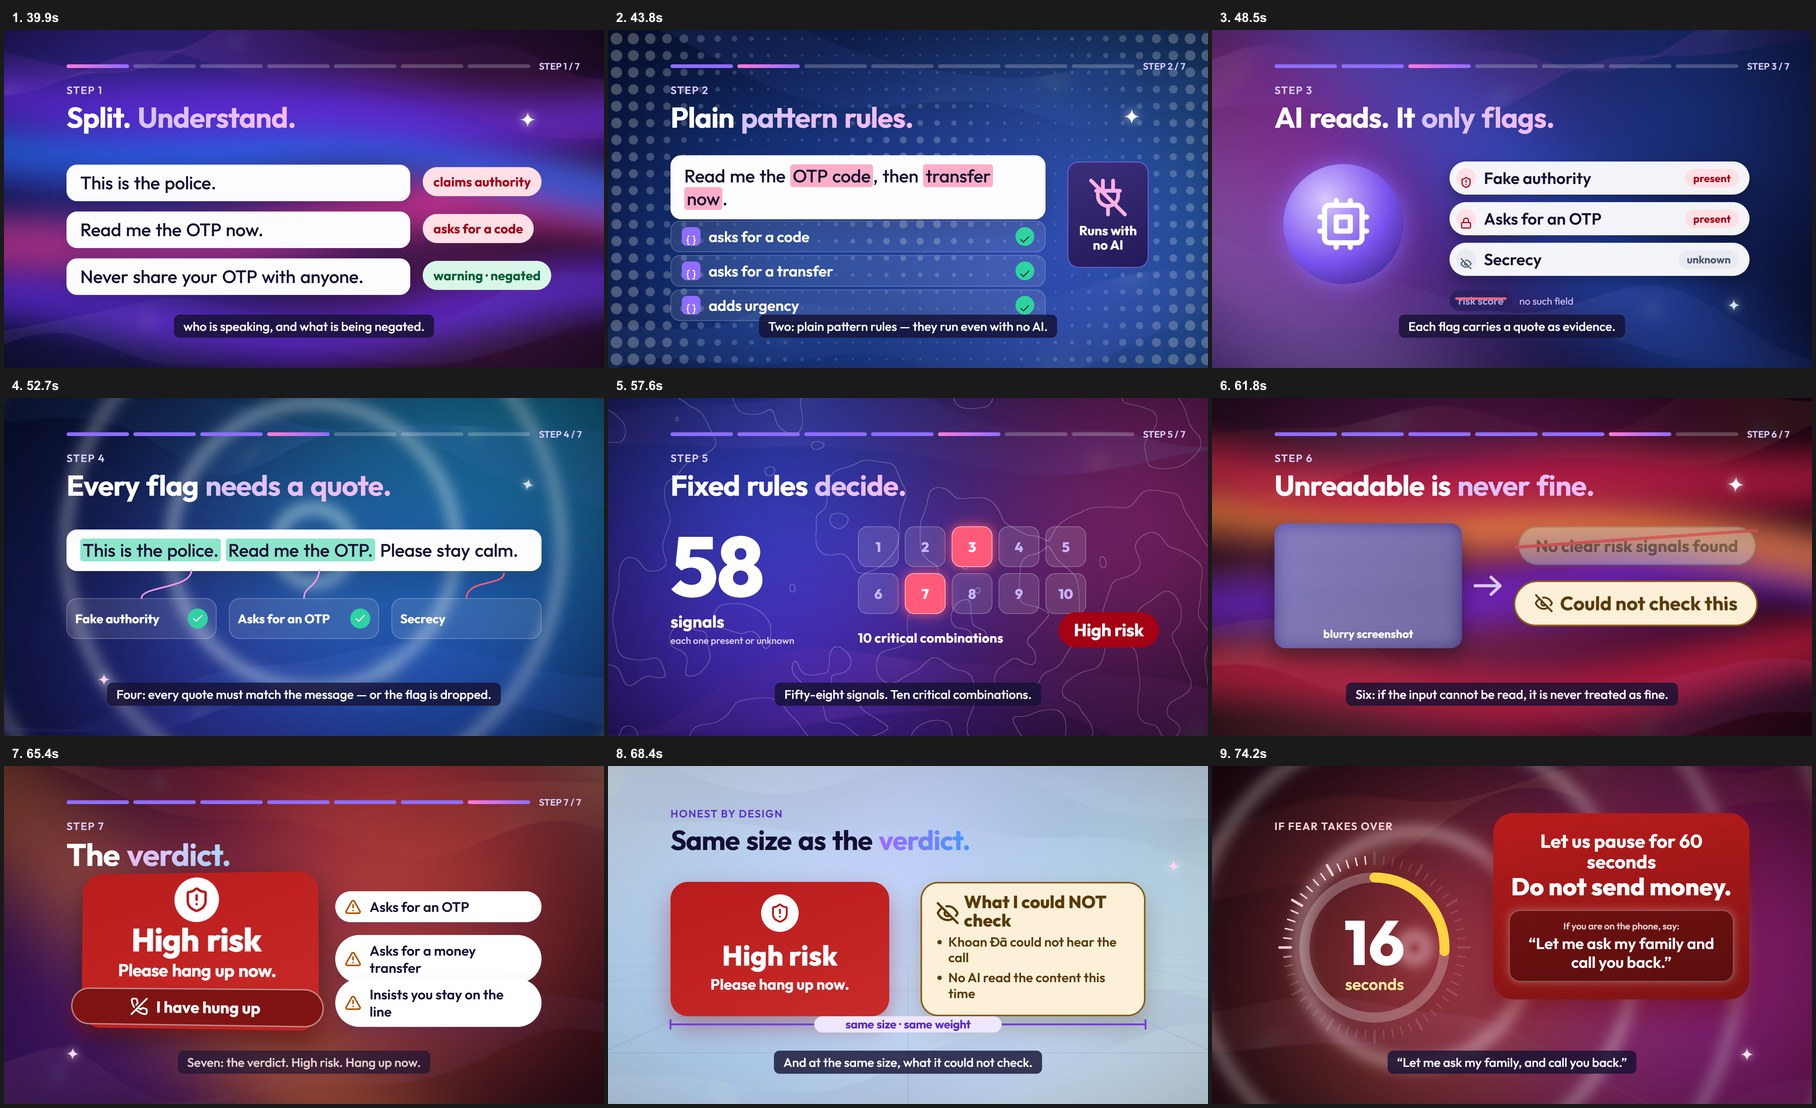 1. 39.9s
STEP 1 / 7
STEP 1
Split. Understand.
This is the police.
claims authority
Read me the OTP now.
asks for a code
Never share your OTP with anyone.
warning · negated
who is speaking, and what is being negated.
2. 43.8s
STEP 2 / 7
STEP 2
Plain pattern rules.
Read me the OTP code, then transfer
now.
{ } asks for a code
{ } asks for a transfer
{ } adds urgency
Runs with
no AI
Two: plain pattern rules — they run even with no AI.
3. 48.5s
STEP 3 / 7
STEP 3
AI reads. It only flags.
Fake authority
present
Asks for an OTP
present
Secrecy
unknown
risk score
no such field
Each flag carries a quote as evidence.
4. 52.7s
STEP 4 / 7
STEP 4
Every flag needs a quote.
This is the police. Read me the OTP. Please stay calm.
Fake authority
Asks for an OTP
Secrecy
Four: every quote must match the message — or the flag is dropped.
5. 57.6s
STEP 5 / 7
STEP 5
Fixed rules decide.
58
signals
each one present or unknown
1 2 3 4 5
6 7 8 9 10
10 critical combinations
High risk
Fifty-eight signals. Ten critical combinations.
6. 61.8s
STEP 6 / 7
STEP 6
Unreadable is never fine.
blurry screenshot
No clear risk signals found
Could not check this
Six: if the input cannot be read, it is never treated as fine.
7. 65.4s
STEP 7 / 7
STEP 7
The verdict.
High risk
Please hang up now.
I have hung up
Asks for an OTP
Asks for a money
transfer
Insists you stay on the
line
Seven: the verdict. High risk. Hang up now.
8. 68.4s
HONEST BY DESIGN
Same size as the verdict.
High risk
Please hang up now.
What I could NOT
check
• Khoan Đã could not hear the
call
• No AI read the content this
time
same size · same weight
And at the same size, what it could not check.
9. 74.2s
IF FEAR TAKES OVER
16
seconds
Let us pause for 60
seconds
Do not send money.
If you are on the phone, say:
“Let me ask my family and
call you back.”
“Let me ask my family, and call you back.”